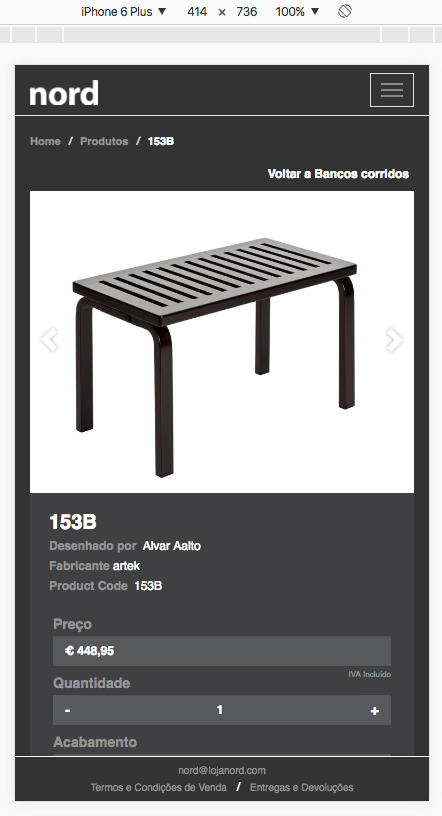 iPhone 6 Plus ▼ 414 × 736 100% ▼
nord
Home / Produtos / 153B
Voltar a Bancos corridos
153B
Desenhado por Alvar Aalto
Fabricante artek
Product Code 153B
Preço
€ 448,95
IVA Incluído
Quantidade
- 1 +
Acabamento
nord@lojanord.com
Termos e Condições de Venda / Entregas e Devoluções